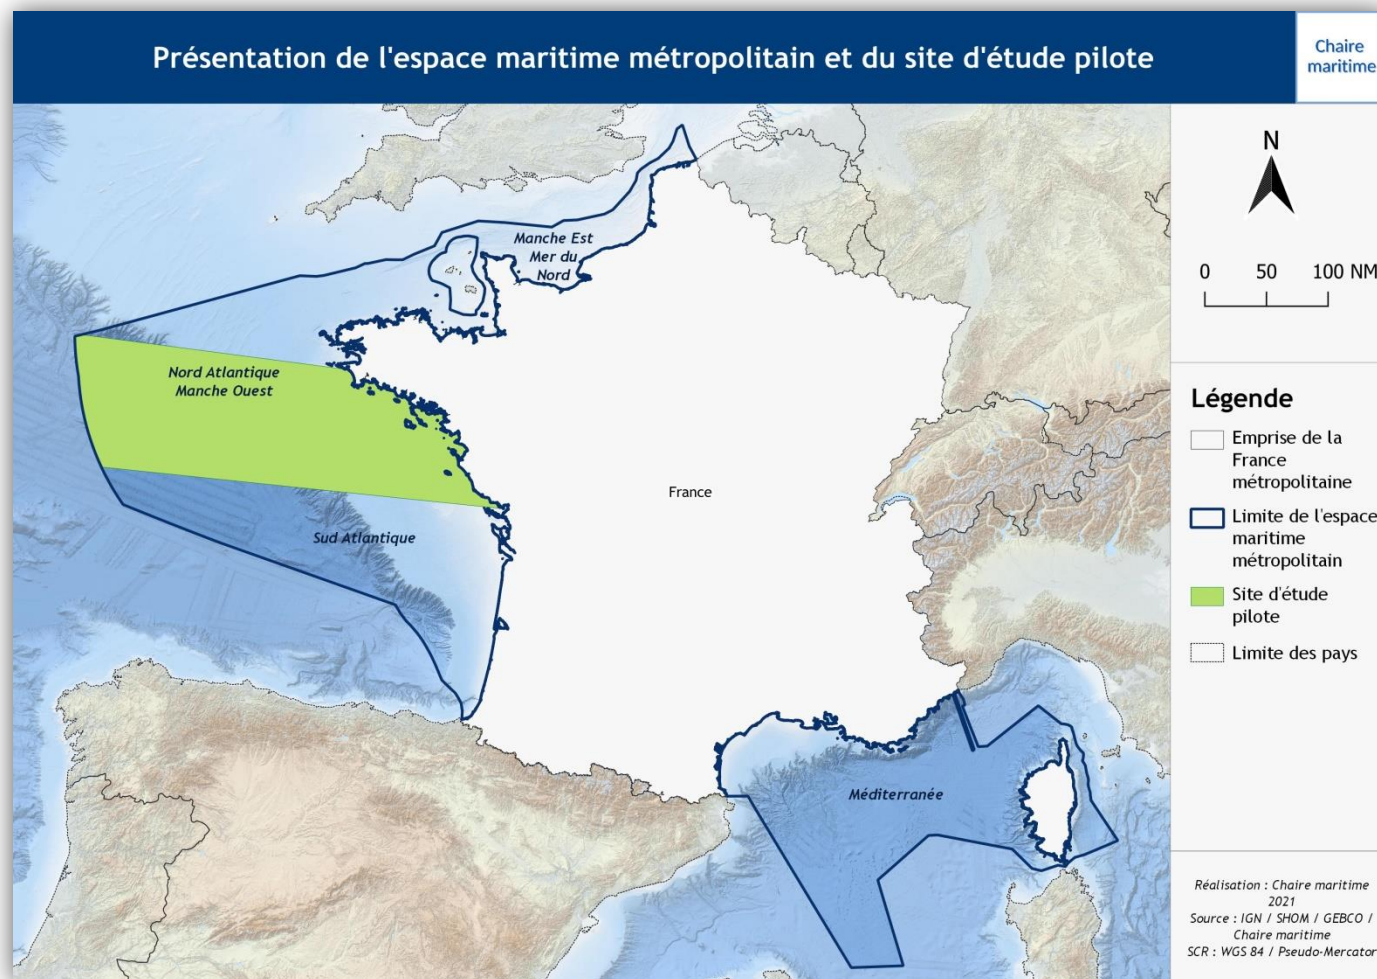 Présentation de l'espace maritime métropolitain et du site d'étude pilote
Chaire
maritime
N
0 50 100 NM
Manche Est
Mer du
Nord
Nord Atlantique
Manche Ouest
France
Sud Atlantique
Méditerranée
Légende
Emprise de la
France
métropolitaine
Limite de l'espace
maritime
métropolitain
Site d'étude
pilote
Limite des pays
Réalisation : Chaire maritime
2021
Source : IGN / SHOM / GEBCO /
Chaire maritime
SCR : WGS 84 / Pseudo-Mercator